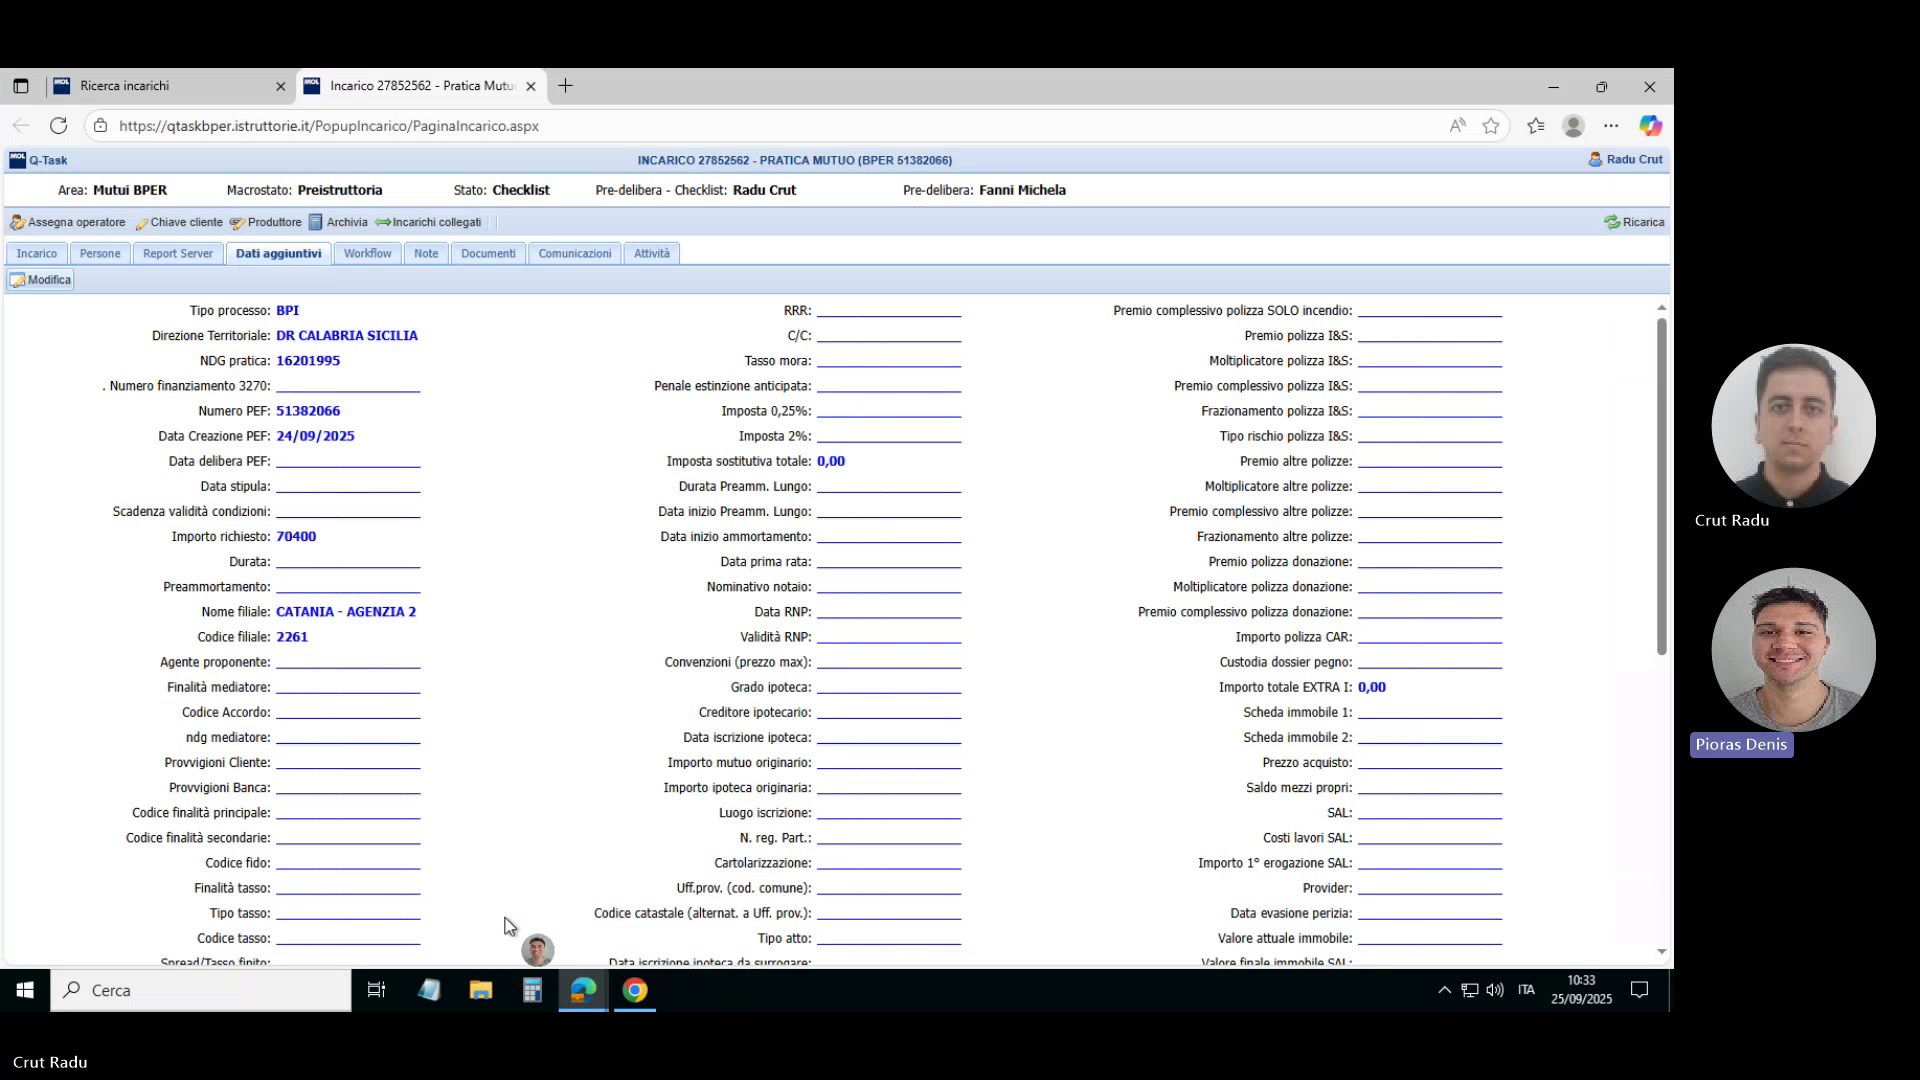 Ricerca incarichi
Incarico 27852562 - Pratica Mutu
https://qtaskbper.istruttorie.it/PopupIncarico/PaginaIncarico.aspx
MOL Q-Task
INCARICO 27852562 - PRATICA MUTUO (BPER 51382066)
Radu Crut
Area: Mutui BPER Macrostato: Preistruttoria Stato: Checklist Pre-delibera - Checklist: Radu Crut Pre-delibera: Fanni Michela
Assegna operatore Chiave cliente Produttore Archivia Incarichi collegati Ricarica
Incarico Persone Report Server Dati aggiuntivi Workflow Note Documenti Comunicazioni Attività
Modifica
Tipo processo: BPI
Direzione Territoriale: DR CALABRIA SICILIA
NDG pratica: 16201995
. Numero finanziamento 3270:
Numero PEF: 51382066
Data Creazione PEF: 24/09/2025
Data delibera PEF:
Data stipula:
Scadenza validità condizioni:
Importo richiesto: 70400
Durata:
Preammortamento:
Nome filiale: CATANIA - AGENZIA 2
Codice filiale: 2261
Agente proponente:
Finalità mediatore:
Codice Accordo:
ndg mediatore:
Provvigioni Cliente:
Provvigioni Banca:
Codice finalità principale:
Codice finalità secondarie:
Codice fido:
Finalità tasso:
Tipo tasso:
Codice tasso:
Spread/Tasso finito:
RRR:
C/C:
Tasso mora:
Penale estinzione anticipata:
Imposta 0,25%:
Imposta 2%:
Imposta sostitutiva totale: 0,00
Durata Preamm. Lungo:
Data inizio Preamm. Lungo:
Data inizio ammortamento:
Data prima rata:
Nominativo notaio:
Data RNP:
Validità RNP:
Convenzioni (prezzo max):
Grado ipoteca:
Creditore ipotecario:
Data iscrizione ipoteca:
Importo mutuo originario:
Importo ipoteca originaria:
Luogo iscrizione:
N. reg. Part.:
Cartolarizzazione:
Uff.prov. (cod. comune):
Codice catastale (alternat. a Uff. prov.):
Tipo atto:
Data iscrizione ipoteca da surrogare:
Premio complessivo polizza SOLO incendio:
Premio polizza I&S:
Moltiplicatore polizza I&S:
Premio complessivo polizza I&S:
Frazionamento polizza I&S:
Tipo rischio polizza I&S:
Premio altre polizze:
Moltiplicatore altre polizze:
Premio complessivo altre polizze:
Frazionamento altre polizze:
Premio polizza donazione:
Moltiplicatore polizza donazione:
Premio complessivo polizza donazione:
Importo polizza CAR:
Custodia dossier pegno:
Importo totale EXTRA I: 0,00
Scheda immobile 1:
Scheda immobile 2:
Prezzo acquisto:
Saldo mezzi propri:
SAL:
Costi lavori SAL:
Importo 1° erogazione SAL:
Provider:
Data evasione perizia:
Valore attuale immobile:
Valore finale immobile SAL:
Crut Radu
Pioras Denis
Cerca
ITA
10:33
25/09/2025
Crut Radu